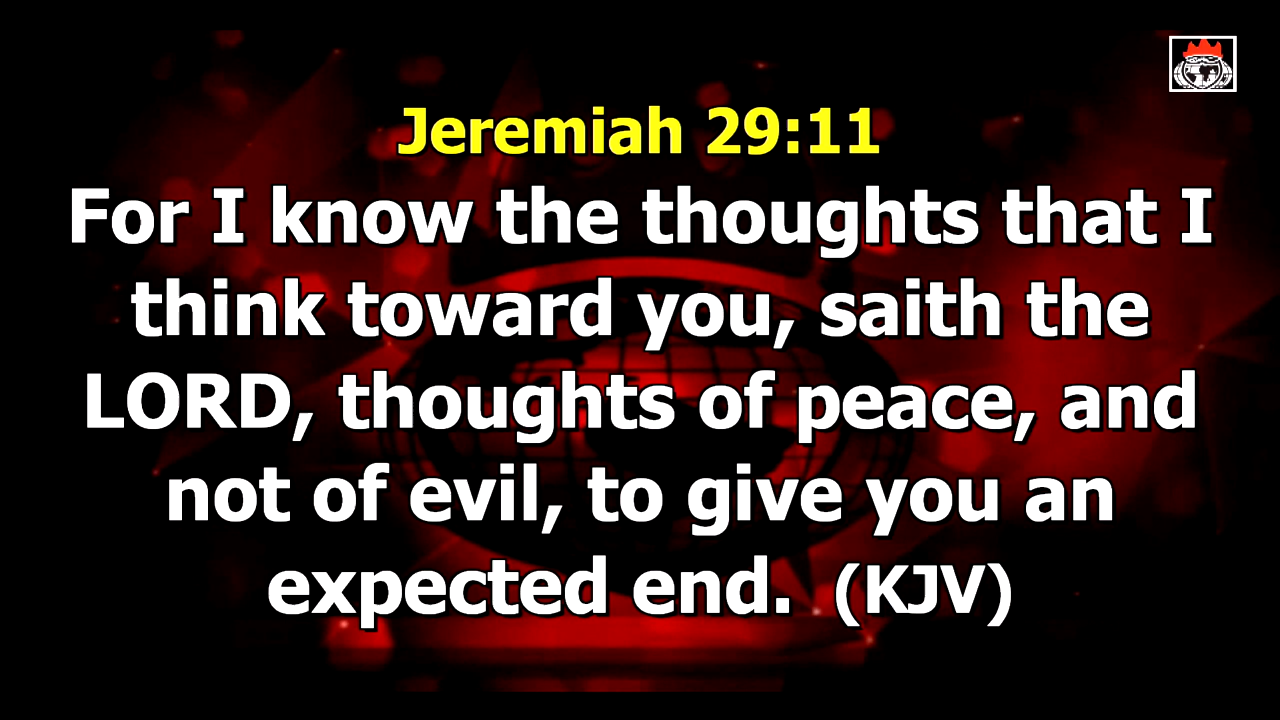 Jeremiah 29:11
For I know the thoughts that I
think toward you, saith the
LORD, thoughts of peace, and
not of evil, to give you an
expected end.  (KJV)